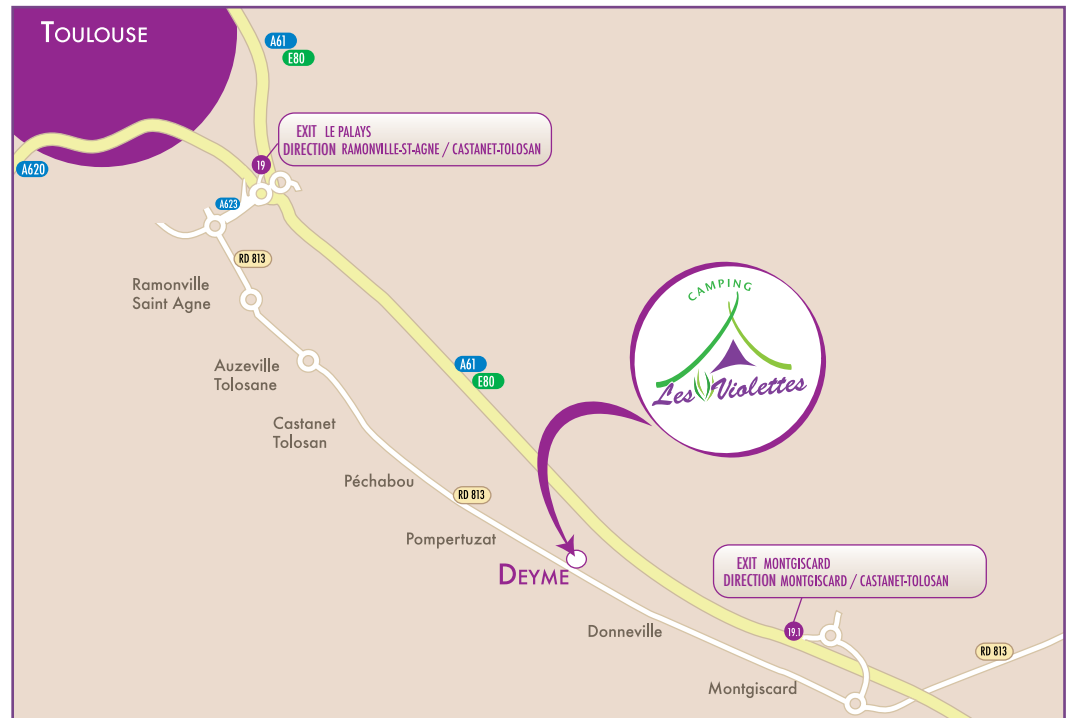 TOULOUSE
A61
E80
EXIT LE PALAYS
DIRECTION RAMONVILLE-ST-AGNE / CASTANET-TOLOSAN
A620
19
A623
RD 813
Ramonville
Saint Agne
CAMPING
Les Violettes
A61
E80
Auzeville
Tolosane
Castanet
Tolosan
Péchabou
RD 813
Pompertuzat
DEYME
EXIT MONTGISCARD
DIRECTION MONTGISCARD / CASTANET-TOLOSAN
Donneville
19.1
RD 813
Montgiscard